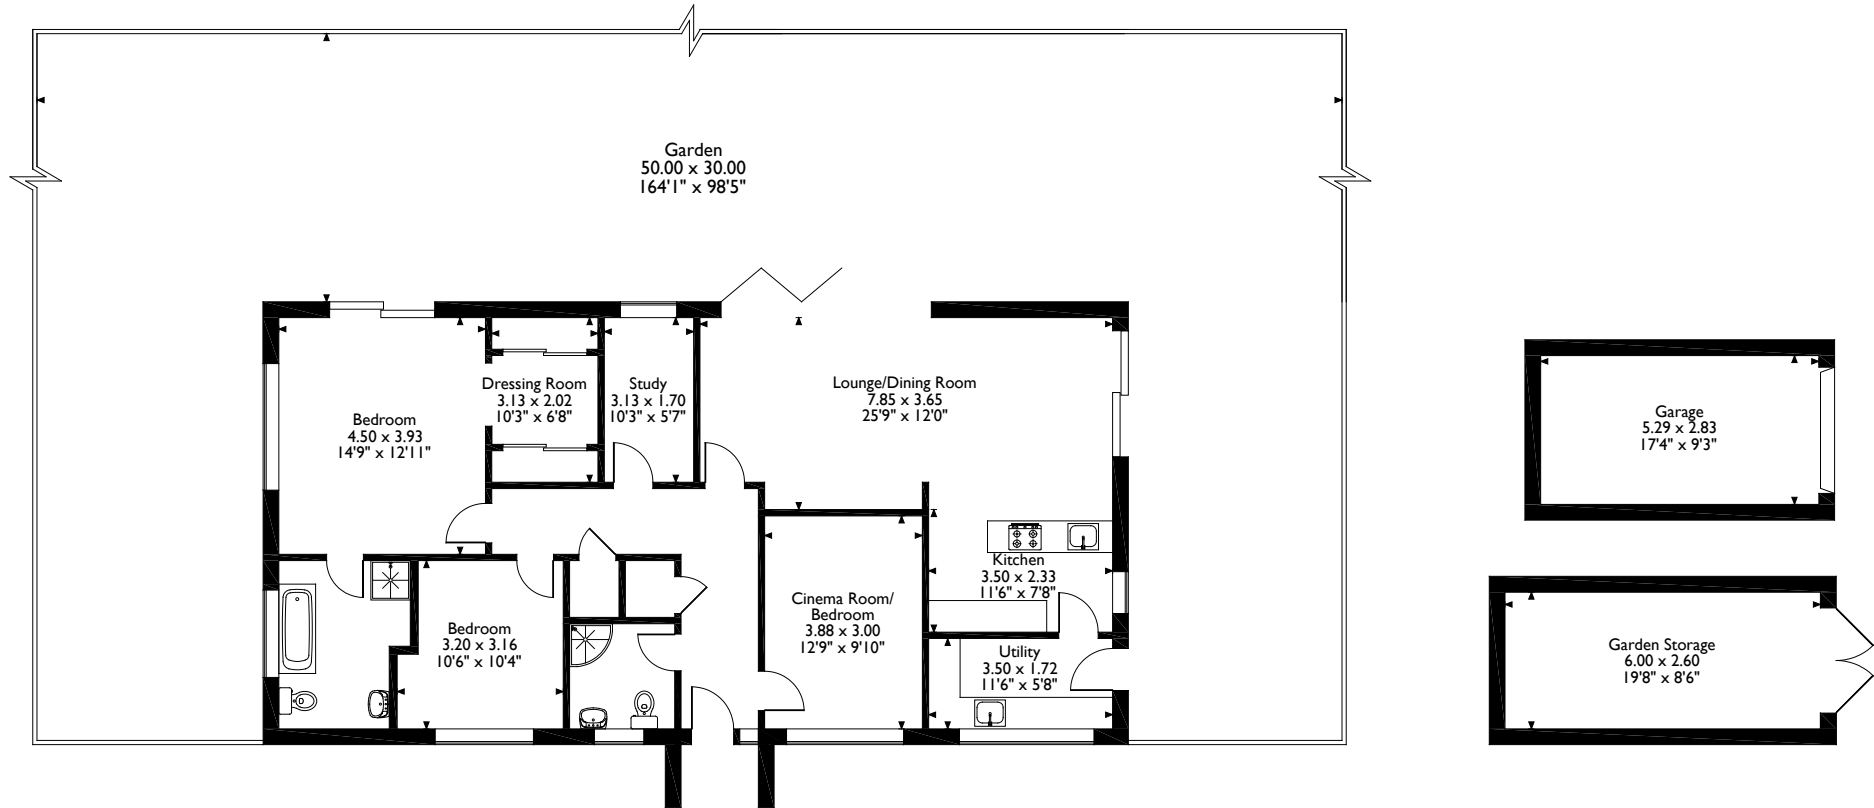 Garden
50.00 x 30.00
164'1" x 98'5"
Dressing Room
3.13 x 2.02
10'3" x 6'8"
Study
3.13 x 1.70
10'3" x 5'7"
Lounge/Dining Room
7.85 x 3.65
25'9" x 12'0"
Bedroom
4.50 x 3.93
14'9" x 12'11"
Garage
5.29 x 2.83
17'4" x 9'3"
Kitchen
3.50 x 2.33
11'6" x 7'8"
Cinema Room/
Bedroom
3.88 x 3.00
12'9" x 9'10"
Bedroom
3.20 x 3.16
10'6" x 10'4"
Utility
3.50 x 1.72
11'6" x 5'8"
Garden Storage
6.00 x 2.60
19'8" x 8'6"